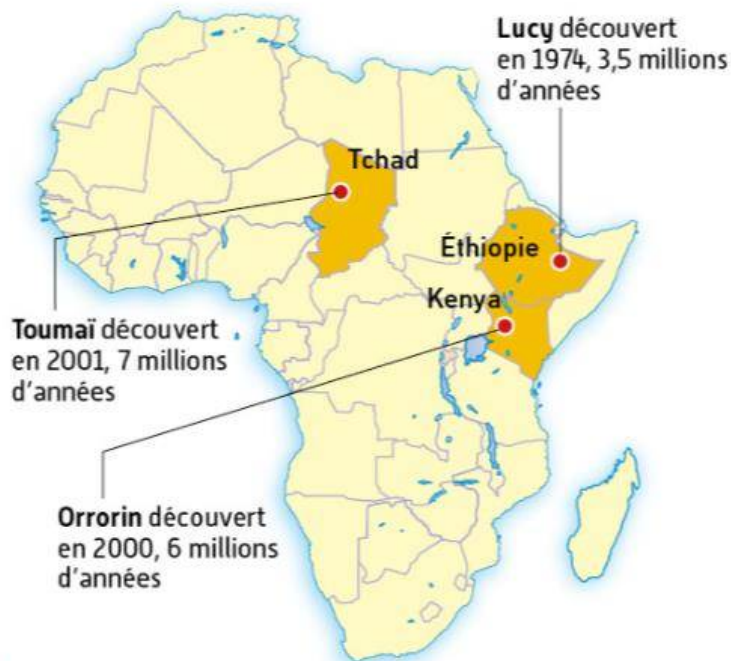 Lucy découvert
en 1974, 3,5 millions
d'années
Tchad
Éthiopie
Kenya
Toumaï découvert
en 2001, 7 millions
d'années
Orrorin découvert
en 2000, 6 millions
d'années